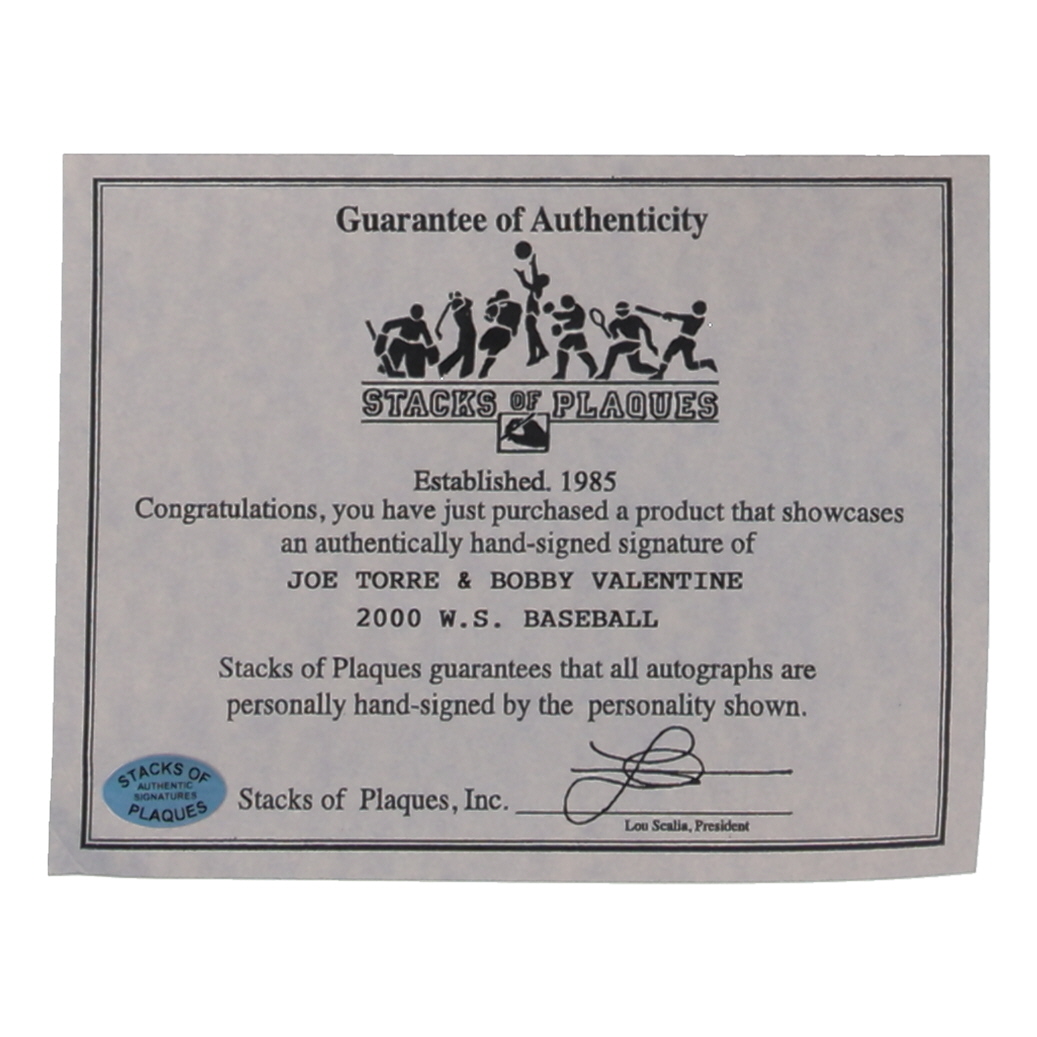 Guarantee of Authenticity
STACKS OF PLAQUES
Established. 1985
Congratulations, you have just purchased a product that showcases
an authentically hand-signed signature of
JOE TORRE & BOBBY VALENTINE
2000 W.S. BASEBALL
Stacks of Plaques guarantees that all autographs are
personally hand-signed by the personality shown.
STACKS OF
AUTHENTIC
SIGNATURES
PLAQUES
Stacks of Plaques, Inc.
Lou Scalia, President